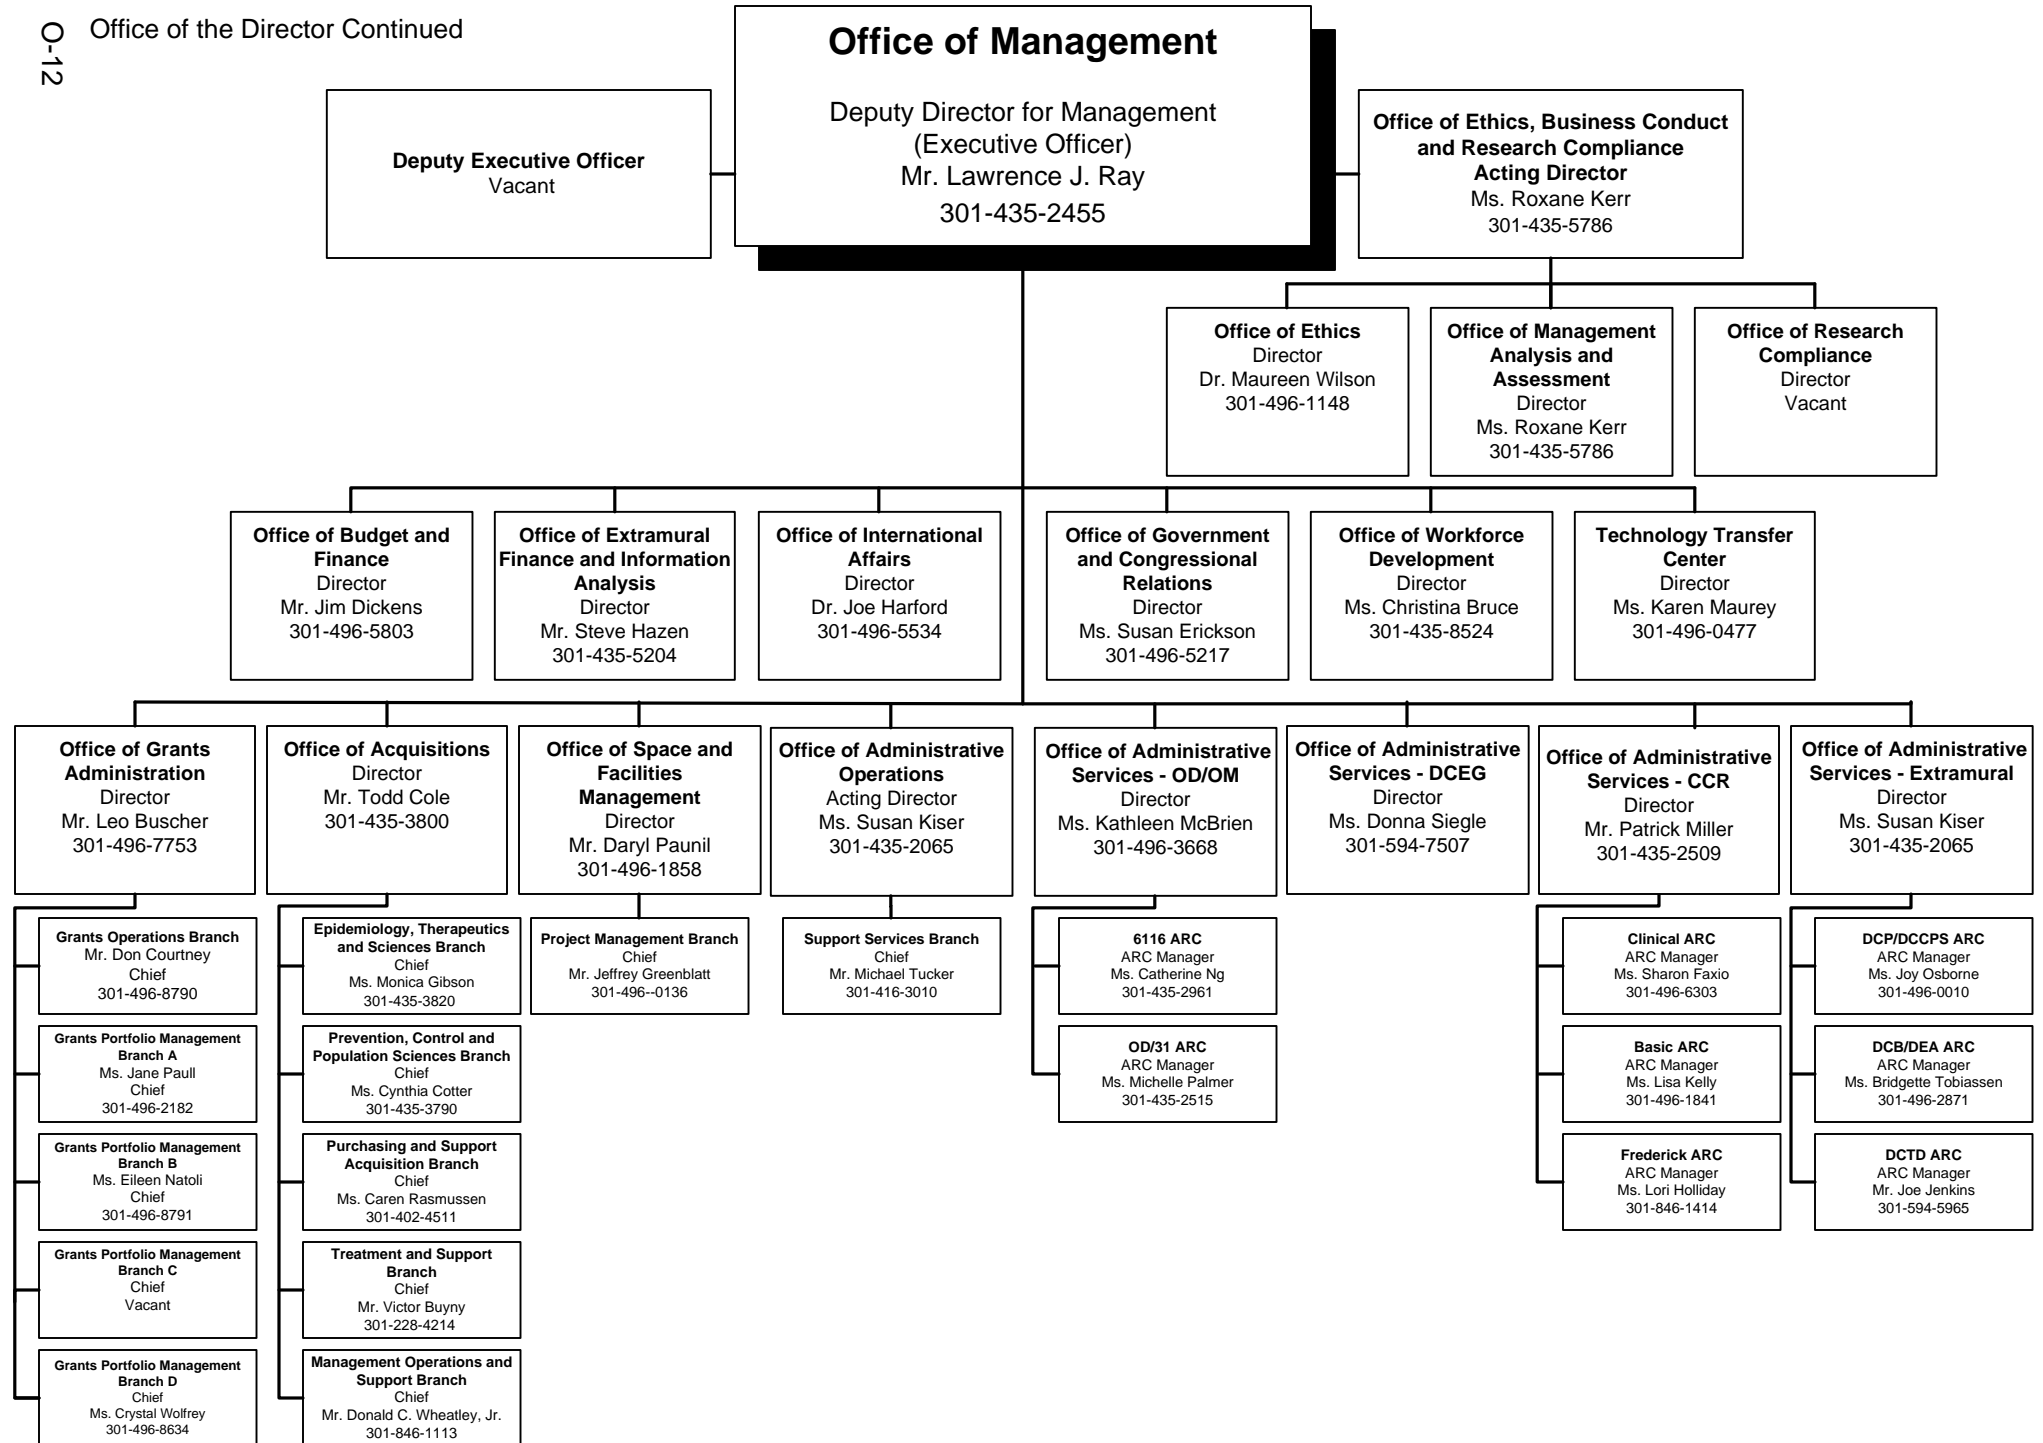 O-12
Office of the Director Continued
Office of Management
Deputy Director for Management
(Executive Officer)
Mr. Lawrence J. Ray
301-435-2455
Deputy Executive Officer
Vacant
Office of Ethics, Business Conduct
and Research Compliance
Acting Director
Ms. Roxane Kerr
301-435-5786
Office of Ethics
Director
Dr. Maureen Wilson
301-496-1148
Office of Management
Analysis and
Assessment
Director
Ms. Roxane Kerr
301-435-5786
Office of Research
Compliance
Director
Vacant
Office of Budget and
Finance
Director
Mr. Jim Dickens
301-496-5803
Office of Extramural
Finance and Information
Analysis
Director
Mr. Steve Hazen
301-435-5204
Office of International
Affairs
Director
Dr. Joe Harford
301-496-5534
Office of Government
and Congressional
Relations
Director
Ms. Susan Erickson
301-496-5217
Office of Workforce
Development
Director
Ms. Christina Bruce
301-435-8524
Technology Transfer
Center
Director
Ms. Karen Maurey
301-496-0477
Office of Grants
Administration
Director
Mr. Leo Buscher
301-496-7753
Office of Acquisitions
Director
Mr. Todd Cole
301-435-3800
Office of Space and
Facilities
Management
Director
Mr. Daryl Paunil
301-496-1858
Office of Administrative
Operations
Acting Director
Ms. Susan Kiser
301-435-2065
Office of Administrative
Services - OD/OM
Director
Ms. Kathleen McBrien
301-496-3668
Office of Administrative
Services - DCEG
Director
Ms. Donna Siegle
301-594-7507
Office of Administrative
Services - CCR
Director
Mr. Patrick Miller
301-435-2509
Office of Administrative
Services - Extramural
Director
Ms. Susan Kiser
301-435-2065
Grants Operations Branch
Mr. Don Courtney
Chief
301-496-8790
Grants Portfolio Management
Branch A
Ms. Jane Paull
Chief
301-496-2182
Grants Portfolio Management
Branch B
Ms. Eileen Natoli
Chief
301-496-8791
Grants Portfolio Management
Branch C
Chief
Vacant
Grants Portfolio Management
Branch D
Chief
Ms. Crystal Wolfrey
301-496-8634
Epidemiology, Therapeutics
and Sciences Branch
Chief
Ms. Monica Gibson
301-435-3820
Prevention, Control and
Population Sciences Branch
Chief
Ms. Cynthia Cotter
301-435-3790
Purchasing and Support
Acquisition Branch
Chief
Ms. Caren Rasmussen
301-402-4511
Treatment and Support
Branch
Chief
Mr. Victor Buyny
301-228-4214
Management Operations and
Support Branch
Chief
Mr. Donald C. Wheatley, Jr.
301-846-1113
Project Management Branch
Chief
Mr. Jeffrey Greenblatt
301-496--0136
Support Services Branch
Chief
Mr. Michael Tucker
301-416-3010
6116 ARC
ARC Manager
Ms. Catherine Ng
301-435-2961
OD/31 ARC
ARC Manager
Ms. Michelle Palmer
301-435-2515
Clinical ARC
ARC Manager
Ms. Sharon Faxio
301-496-6303
Basic ARC
ARC Manager
Ms. Lisa Kelly
301-496-1841
Frederick ARC
ARC Manager
Ms. Lori Holliday
301-846-1414
DCP/DCCPS ARC
ARC Manager
Ms. Joy Osborne
301-496-0010
DCB/DEA ARC
ARC Manager
Ms. Bridgette Tobiassen
301-496-2871
DCTD ARC
ARC Manager
Mr. Joe Jenkins
301-594-5965